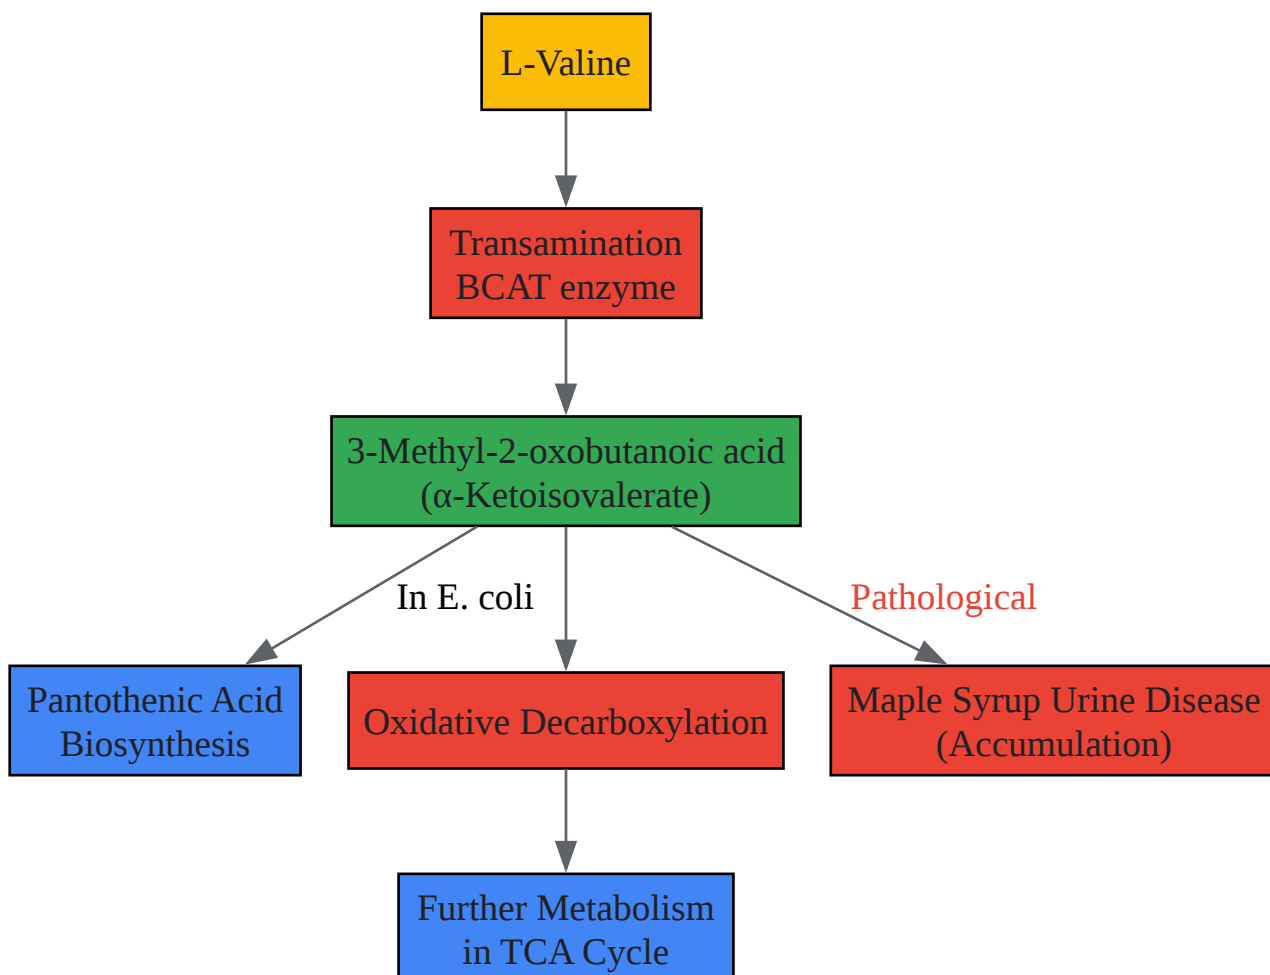 L-Valine
Transamination
BCAT enzyme
3-Methyl-2-oxobutanoic acid
(α-Ketoisovalerate)
In E. coli
Pathological
Pantothenic Acid
Biosynthesis
Oxidative Decarboxylation
Maple Syrup Urine Disease
(Accumulation)
Further Metabolism
in TCA Cycle